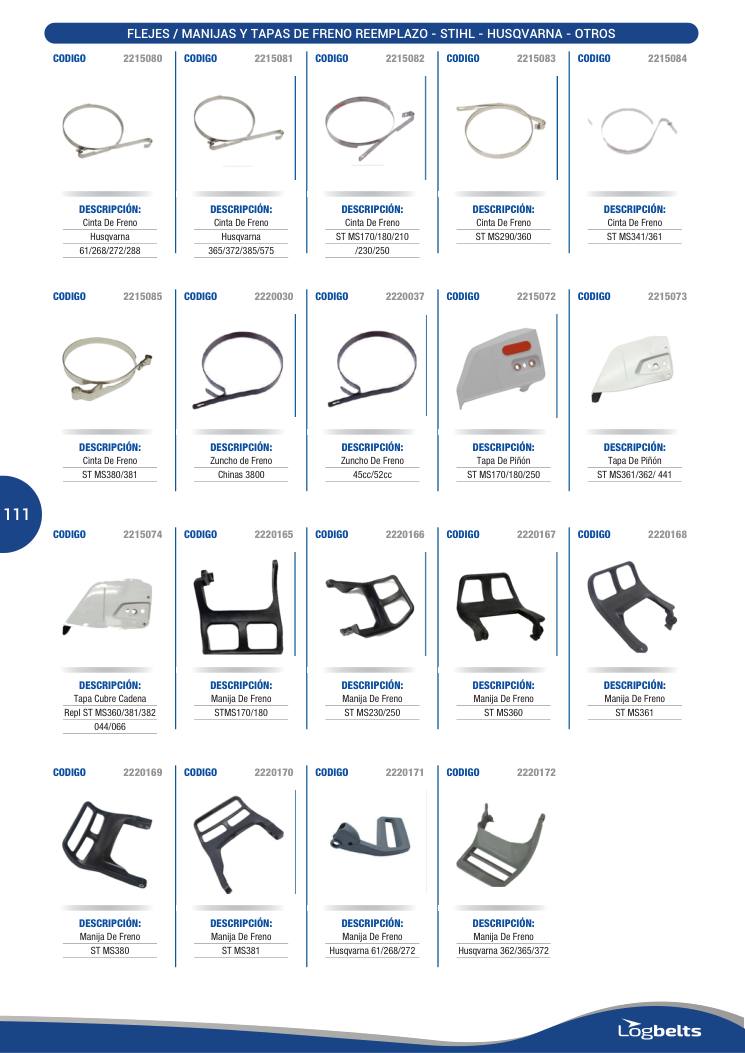 FLEJES / MANIJAS Y TAPAS DE FRENO REEMPLAZO - STIHL - HUSQVARNA - OTROS
CODIGO 2215080
DESCRIPCIÓN:
Cinta De Freno
Husqvarna
61/268/272/288
CODIGO 2215081
DESCRIPCIÓN:
Cinta De Freno
Husqvarna
365/372/385/575
CODIGO 2215082
DESCRIPCIÓN:
Cinta De Freno
ST MS170/180/210
/230/250
CODIGO 2215083
DESCRIPCIÓN:
Cinta De Freno
ST MS290/360
CODIGO 2215084
DESCRIPCIÓN:
Cinta De Freno
ST MS341/361
CODIGO 2215085
DESCRIPCIÓN:
Cinta De Freno
ST MS380/381
CODIGO 2220030
DESCRIPCIÓN:
Zuncho de Freno
Chinas 3800
CODIGO 2220037
DESCRIPCIÓN:
Zuncho De Freno
45cc/52cc
CODIGO 2215072
DESCRIPCIÓN:
Tapa De Piñón
ST MS170/180/250
CODIGO 2215073
DESCRIPCIÓN:
Tapa De Piñón
ST MS361/362/ 441
111
CODIGO 2215074
DESCRIPCIÓN:
Tapa Cubre Cadena
Repl ST MS360/381/382
044/066
CODIGO 2220165
DESCRIPCIÓN:
Manija De Freno
STMS170/180
CODIGO 2220166
DESCRIPCIÓN:
Manija De Freno
ST MS230/250
CODIGO 2220167
DESCRIPCIÓN:
Manija De Freno
ST MS360
CODIGO 2220168
DESCRIPCIÓN:
Manija De Freno
ST MS361
CODIGO 2220169
DESCRIPCIÓN:
Manija De Freno
ST MS380
CODIGO 2220170
DESCRIPCIÓN:
Manija De Freno
ST MS381
CODIGO 2220171
DESCRIPCIÓN:
Manija De Freno
Husqvarna 61/268/272
CODIGO 2220172
DESCRIPCIÓN:
Manija De Freno
Husqvarna 362/365/372
Logbelts